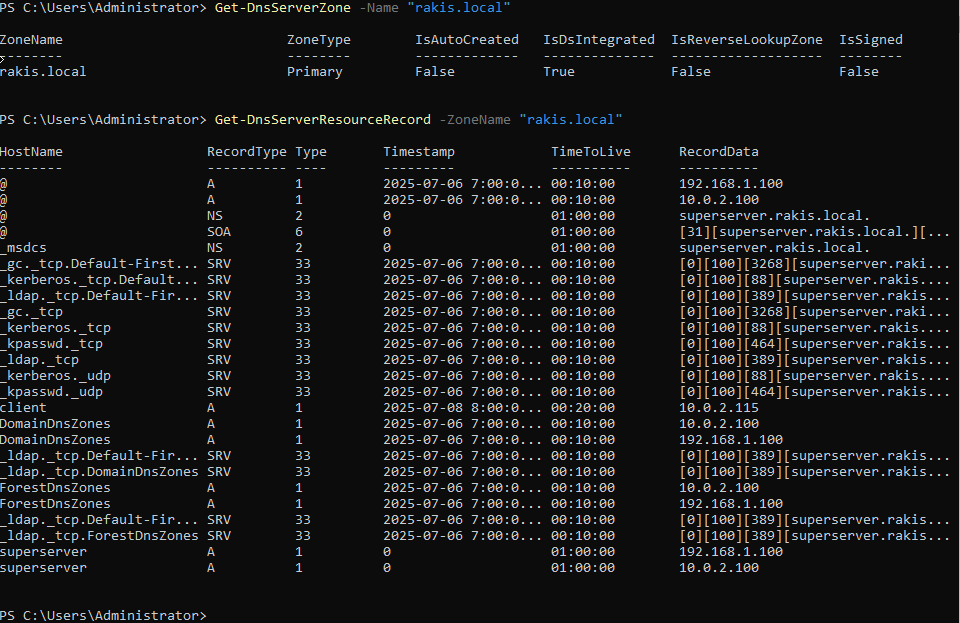 PS C:\Users\Administrator> Get-DnsServerZone -Name "rakis.local"
ZoneName ZoneType IsAutoCreated IsDsIntegrated IsReverseLookupZone IsSigned
-------- -------- ------------- -------------- ------------------- --------
rakis.local Primary False True False False
PS C:\Users\Administrator> Get-DnsServerResourceRecord -ZoneName "rakis.local"
HostName RecordType Type Timestamp TimeToLive RecordData
-------- ---------- ---- --------- ---------- ----------
@ A 1 2025-07-06 7:00:0... 00:10:00 192.168.1.100
@ A 1 2025-07-06 7:00:0... 00:10:00 10.0.2.100
@ NS 2 0 01:00:00 superserver.rakis.local.
@ SOA 6 0 01:00:00 [31][superserver.rakis.local.][...
_msdcs NS 2 0 01:00:00 superserver.rakis.local.
_gc._tcp.Default-First... SRV 33 2025-07-06 7:00:0... 00:10:00 [0][100][3268][superserver.raki...
_kerberos._tcp.Default... SRV 33 2025-07-06 7:00:0... 00:10:00 [0][100][88][superserver.rakis....
_ldap._tcp.Default-Fir... SRV 33 2025-07-06 7:00:0... 00:10:00 [0][100][389][superserver.rakis...
_gc._tcp SRV 33 2025-07-06 7:00:0... 00:10:00 [0][100][3268][superserver.raki...
_kerberos._tcp SRV 33 2025-07-06 7:00:0... 00:10:00 [0][100][88][superserver.rakis....
_kpasswd._tcp SRV 33 2025-07-06 7:00:0... 00:10:00 [0][100][464][superserver.rakis...
_ldap._tcp SRV 33 2025-07-06 7:00:0... 00:10:00 [0][100][389][superserver.rakis...
_kerberos._udp SRV 33 2025-07-06 7:00:0... 00:10:00 [0][100][88][superserver.rakis....
_kpasswd._udp SRV 33 2025-07-06 7:00:0... 00:10:00 [0][100][464][superserver.rakis...
client A 1 2025-07-08 8:00:0... 00:20:00 10.0.2.115
DomainDnsZones A 1 2025-07-06 7:00:0... 00:10:00 10.0.2.100
DomainDnsZones A 1 2025-07-06 7:00:0... 00:10:00 192.168.1.100
_ldap._tcp.Default-Fir... SRV 33 2025-07-06 7:00:0... 00:10:00 [0][100][389][superserver.rakis...
_ldap._tcp.DomainDnsZones SRV 33 2025-07-06 7:00:0... 00:10:00 [0][100][389][superserver.rakis...
ForestDnsZones A 1 2025-07-06 7:00:0... 00:10:00 10.0.2.100
ForestDnsZones A 1 2025-07-06 7:00:0... 00:10:00 192.168.1.100
_ldap._tcp.Default-Fir... SRV 33 2025-07-06 7:00:0... 00:10:00 [0][100][389][superserver.rakis...
_ldap._tcp.ForestDnsZones SRV 33 2025-07-06 7:00:0... 00:10:00 [0][100][389][superserver.rakis...
superserver A 1 0 01:00:00 192.168.1.100
superserver A 1 0 01:00:00 10.0.2.100
PS C:\Users\Administrator>